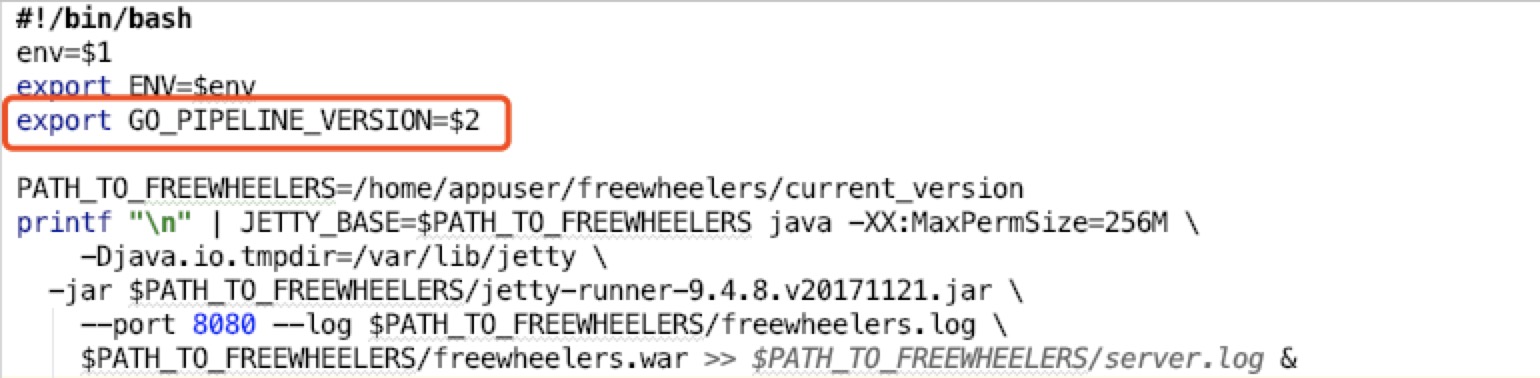 #!/bin/bash
env=$1
export ENV=$env
export GO_PIPELINE_VERSION=$2
PATH_TO_FREEWHEELERS=/home/appuser/freewheelers/current_version
printf "\n" | JETTY_BASE=$PATH_TO_FREEWHEELERS java -XX:MaxPermSize=256M \
-Djava.io.tmpdir=/var/lib/jetty \
-jar $PATH_TO_FREEWHEELERS/jetty-runner-9.4.8.v20171121.jar \
--port 8080 --log $PATH_TO_FREEWHEELERS/freewheelers.log \
$PATH_TO_FREEWHEELERS/freewheelers.war >> $PATH_TO_FREEWHEELERS/server.log &